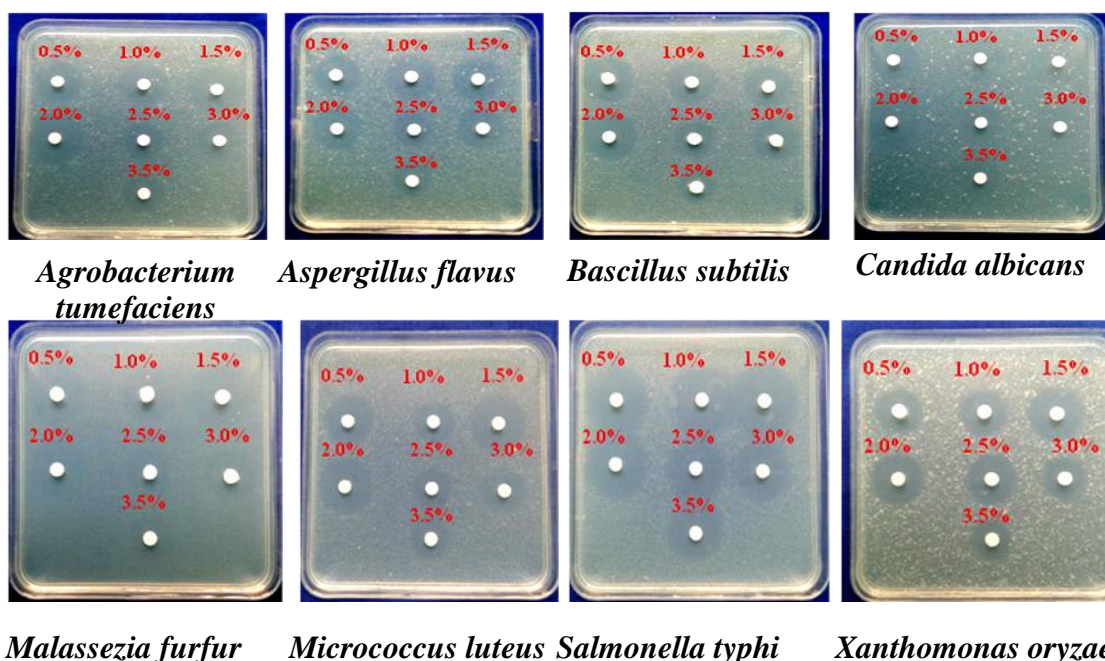 0.5% 1.0% 1.5%
2.0% 2.5% 3.0%
3.5%
0.5% 1.0% 1.5%
2.0% 2.5% 3.0%
3.5%
0.5% 1.0% 1.5%
2.0% 2.5% 3.0%
3.5%
0.5% 1.0% 1.5%
2.0% 2.5% 3.0%
3.5%
Agrobacterium
tumefaciens
Aspergillus flavus
Bascillus subtilis
Candida albicans
0.5% 1.0% 1.5%
2.0% 2.5% 3.0%
3.5%
0.5% 1.0% 1.5%
2.0% 2.5% 3.0%
3.5%
0.5% 1.0% 1.5%
2.0% 2.5% 3.0%
3.5%
0.5% 1.0% 1.5%
2.0% 2.5% 3.0%
3.5%
Malassezia furfur
Micrococcus luteus
Salmonella typhi
Xanthomonas oryzae